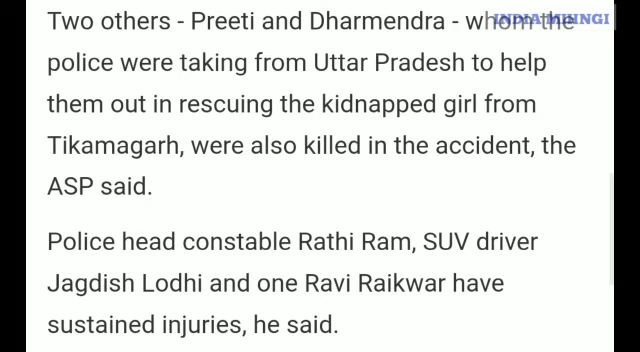 Two others - Preeti and Dharmendra - whom the
police were taking from Uttar Pradesh to help
them out in rescuing the kidnapped girl from
Tikamagarh, were also killed in the accident, the
ASP said.
Police head constable Rathi Ram, SUV driver
Jagdish Lodhi and one Ravi Raikwar have
sustained injuries, he said.